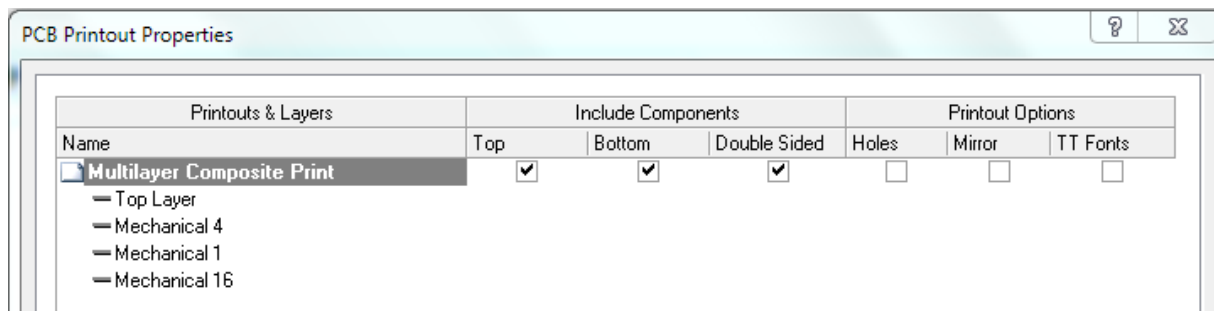 PCB Printout Properties
Printouts & Layers Include Components Printout Options
Name Top Bottom Double Sided Holes Mirror TT Fonts
Multilayer Composite Print
Top Layer
Mechanical 4
Mechanical 1
Mechanical 16